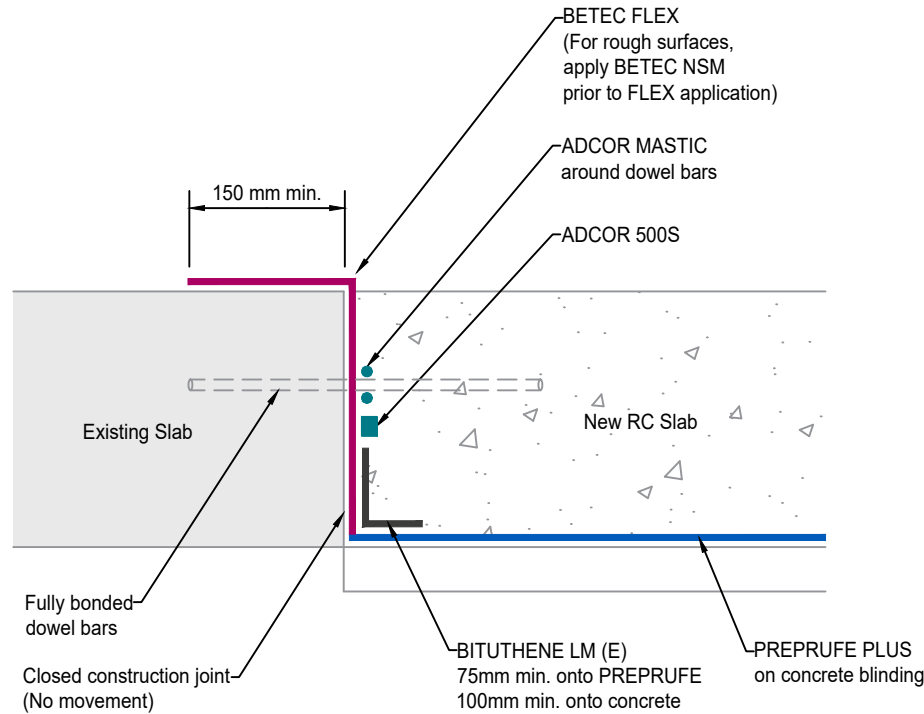 BETEC FLEX
(For rough surfaces,
apply BETEC NSM
prior to FLEX application)
ADCOR MASTIC
around dowel bars
150 mm min.
ADCOR 500S
Existing Slab
New RC Slab
Fully bonded
dowel bars
Closed construction joint
(No movement)
BITUTHENE LM (E)
75mm min. onto PREPRUFE
100mm min. onto concrete
PREPRUFE PLUS
on concrete blinding